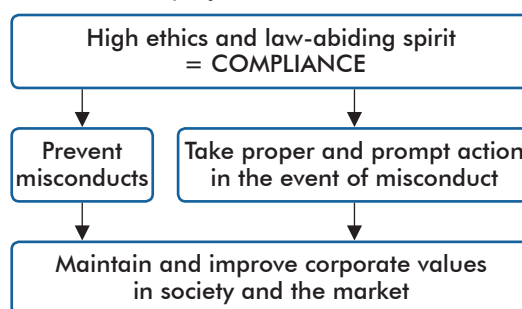 High ethics and law-abiding spirit
= COMPLIANCE
Prevent
misconducts
Take proper and prompt action
in the event of misconduct
Maintain and improve corporate values
in society and the market